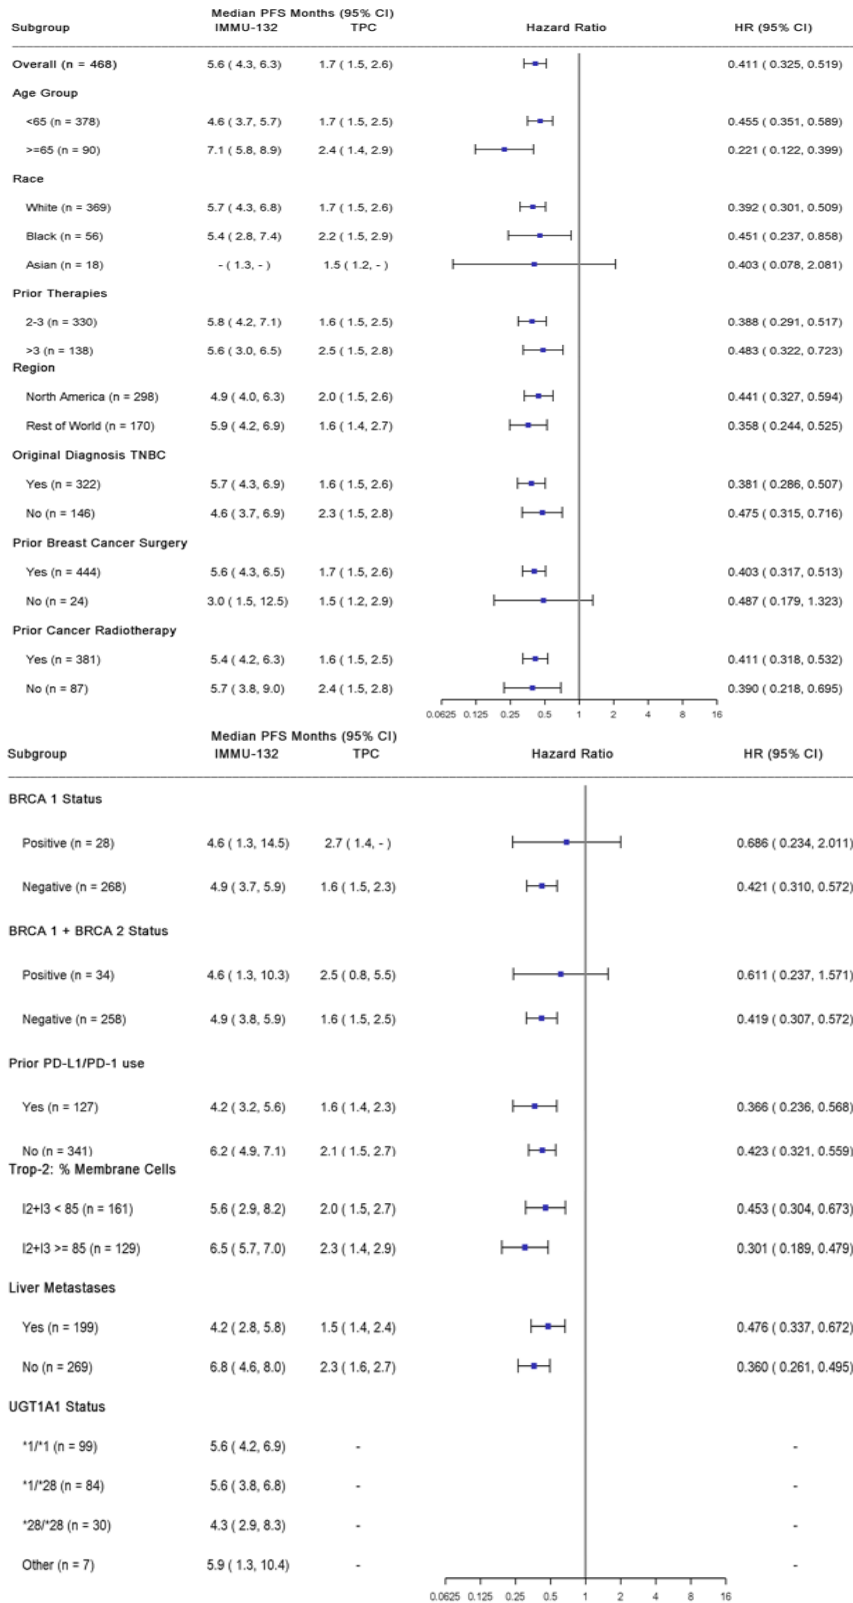 Median PFS Months (95% CI)
Subgroup IMMU-132 TPC Hazard Ratio HR (95% CI)
Overall (n = 468) 5.6 ( 4.3, 6.3) 1.7 ( 1.5, 2.6) 0.411 ( 0.325, 0.519)
Age Group
<65 (n = 378) 4.6 ( 3.7, 5.7) 1.7 ( 1.5, 2.5) 0.455 ( 0.351, 0.589)
>=65 (n = 90) 7.1 ( 5.8, 8.9) 2.4 ( 1.4, 2.9) 0.221 ( 0.122, 0.399)
Race
White (n = 369) 5.7 ( 4.3, 6.8) 1.7 ( 1.5, 2.6) 0.392 ( 0.301, 0.509)
Black (n = 56) 5.4 ( 2.8, 7.4) 2.2 ( 1.5, 2.9) 0.451 ( 0.237, 0.858)
Asian (n = 18) - ( 1.3, - ) 1.5 ( 1.2, - ) 0.403 ( 0.078, 2.081)
Prior Therapies
2-3 (n = 330) 5.8 ( 4.2, 7.1) 1.6 ( 1.5, 2.5) 0.388 ( 0.291, 0.517)
>3 (n = 138) 5.6 ( 3.0, 6.5) 2.5 ( 1.5, 2.8) 0.483 ( 0.322, 0.723)
Region
North America (n = 298) 4.9 ( 4.0, 6.3) 2.0 ( 1.5, 2.6) 0.441 ( 0.327, 0.594)
Rest of World (n = 170) 5.9 ( 4.2, 6.9) 1.6 ( 1.4, 2.7) 0.358 ( 0.244, 0.525)
Original Diagnosis TNBC
Yes (n = 322) 5.7 ( 4.3, 6.9) 1.6 ( 1.5, 2.6) 0.381 ( 0.286, 0.507)
No (n = 146) 4.6 ( 3.7, 6.9) 2.3 ( 1.5, 2.8) 0.475 ( 0.315, 0.716)
Prior Breast Cancer Surgery
Yes (n = 444) 5.6 ( 4.3, 6.5) 1.7 ( 1.5, 2.6) 0.403 ( 0.317, 0.513)
No (n = 24) 3.0 ( 1.5, 12.5) 1.5 ( 1.2, 2.9) 0.487 ( 0.179, 1.323)
Prior Cancer Radiotherapy
Yes (n = 381) 5.4 ( 4.2, 6.3) 1.6 ( 1.5, 2.5) 0.411 ( 0.318, 0.532)
No (n = 87) 5.7 ( 3.8, 9.0) 2.4 ( 1.5, 2.8) 0.390 ( 0.218, 0.695)
0.0625 0.125 0.25 0.5 1 2 4 8 16
Median PFS Months (95% CI)
Subgroup IMMU-132 TPC Hazard Ratio HR (95% CI)
BRCA 1 Status
Positive (n = 28) 4.6 ( 1.3, 14.5) 2.7 ( 1.4, - ) 0.686 ( 0.234, 2.011)
Negative (n = 268) 4.9 ( 3.7, 5.9) 1.6 ( 1.5, 2.3) 0.421 ( 0.310, 0.572)
BRCA 1 + BRCA 2 Status
Positive (n = 34) 4.6 ( 1.3, 10.3) 2.5 ( 0.8, 5.5) 0.611 ( 0.237, 1.571)
Negative (n = 258) 4.9 ( 3.8, 5.9) 1.6 ( 1.5, 2.5) 0.419 ( 0.307, 0.572)
Prior PD-L1/PD-1 use
Yes (n = 127) 4.2 ( 3.2, 5.6) 1.6 ( 1.4, 2.3) 0.366 ( 0.236, 0.568)
No (n = 341) 6.2 ( 4.9, 7.1) 2.1 ( 1.5, 2.7) 0.423 ( 0.321, 0.559)
Trop-2: % Membrane Cells
I2+I3 < 85 (n = 161) 5.6 ( 2.9, 8.2) 2.0 ( 1.5, 2.7) 0.453 ( 0.304, 0.673)
I2+I3 >= 85 (n = 129) 6.5 ( 5.7, 7.0) 2.3 ( 1.4, 2.9) 0.301 ( 0.189, 0.479)
Liver Metastases
Yes (n = 199) 4.2 ( 2.8, 5.8) 1.5 ( 1.4, 2.4) 0.476 ( 0.337, 0.672)
No (n = 269) 6.8 ( 4.6, 8.0) 2.3 ( 1.6, 2.7) 0.360 ( 0.261, 0.495)
UGT1A1 Status
*1/*1 (n = 99) 5.6 ( 4.2, 6.9) - -
*1/*28 (n = 84) 5.6 ( 3.8, 6.8) - -
*28/*28 (n = 30) 4.3 ( 2.9, 8.3) - -
Other (n = 7) 5.9 ( 1.3, 10.4) - -
0.0625 0.125 0.25 0.5 1 2 4 8 16